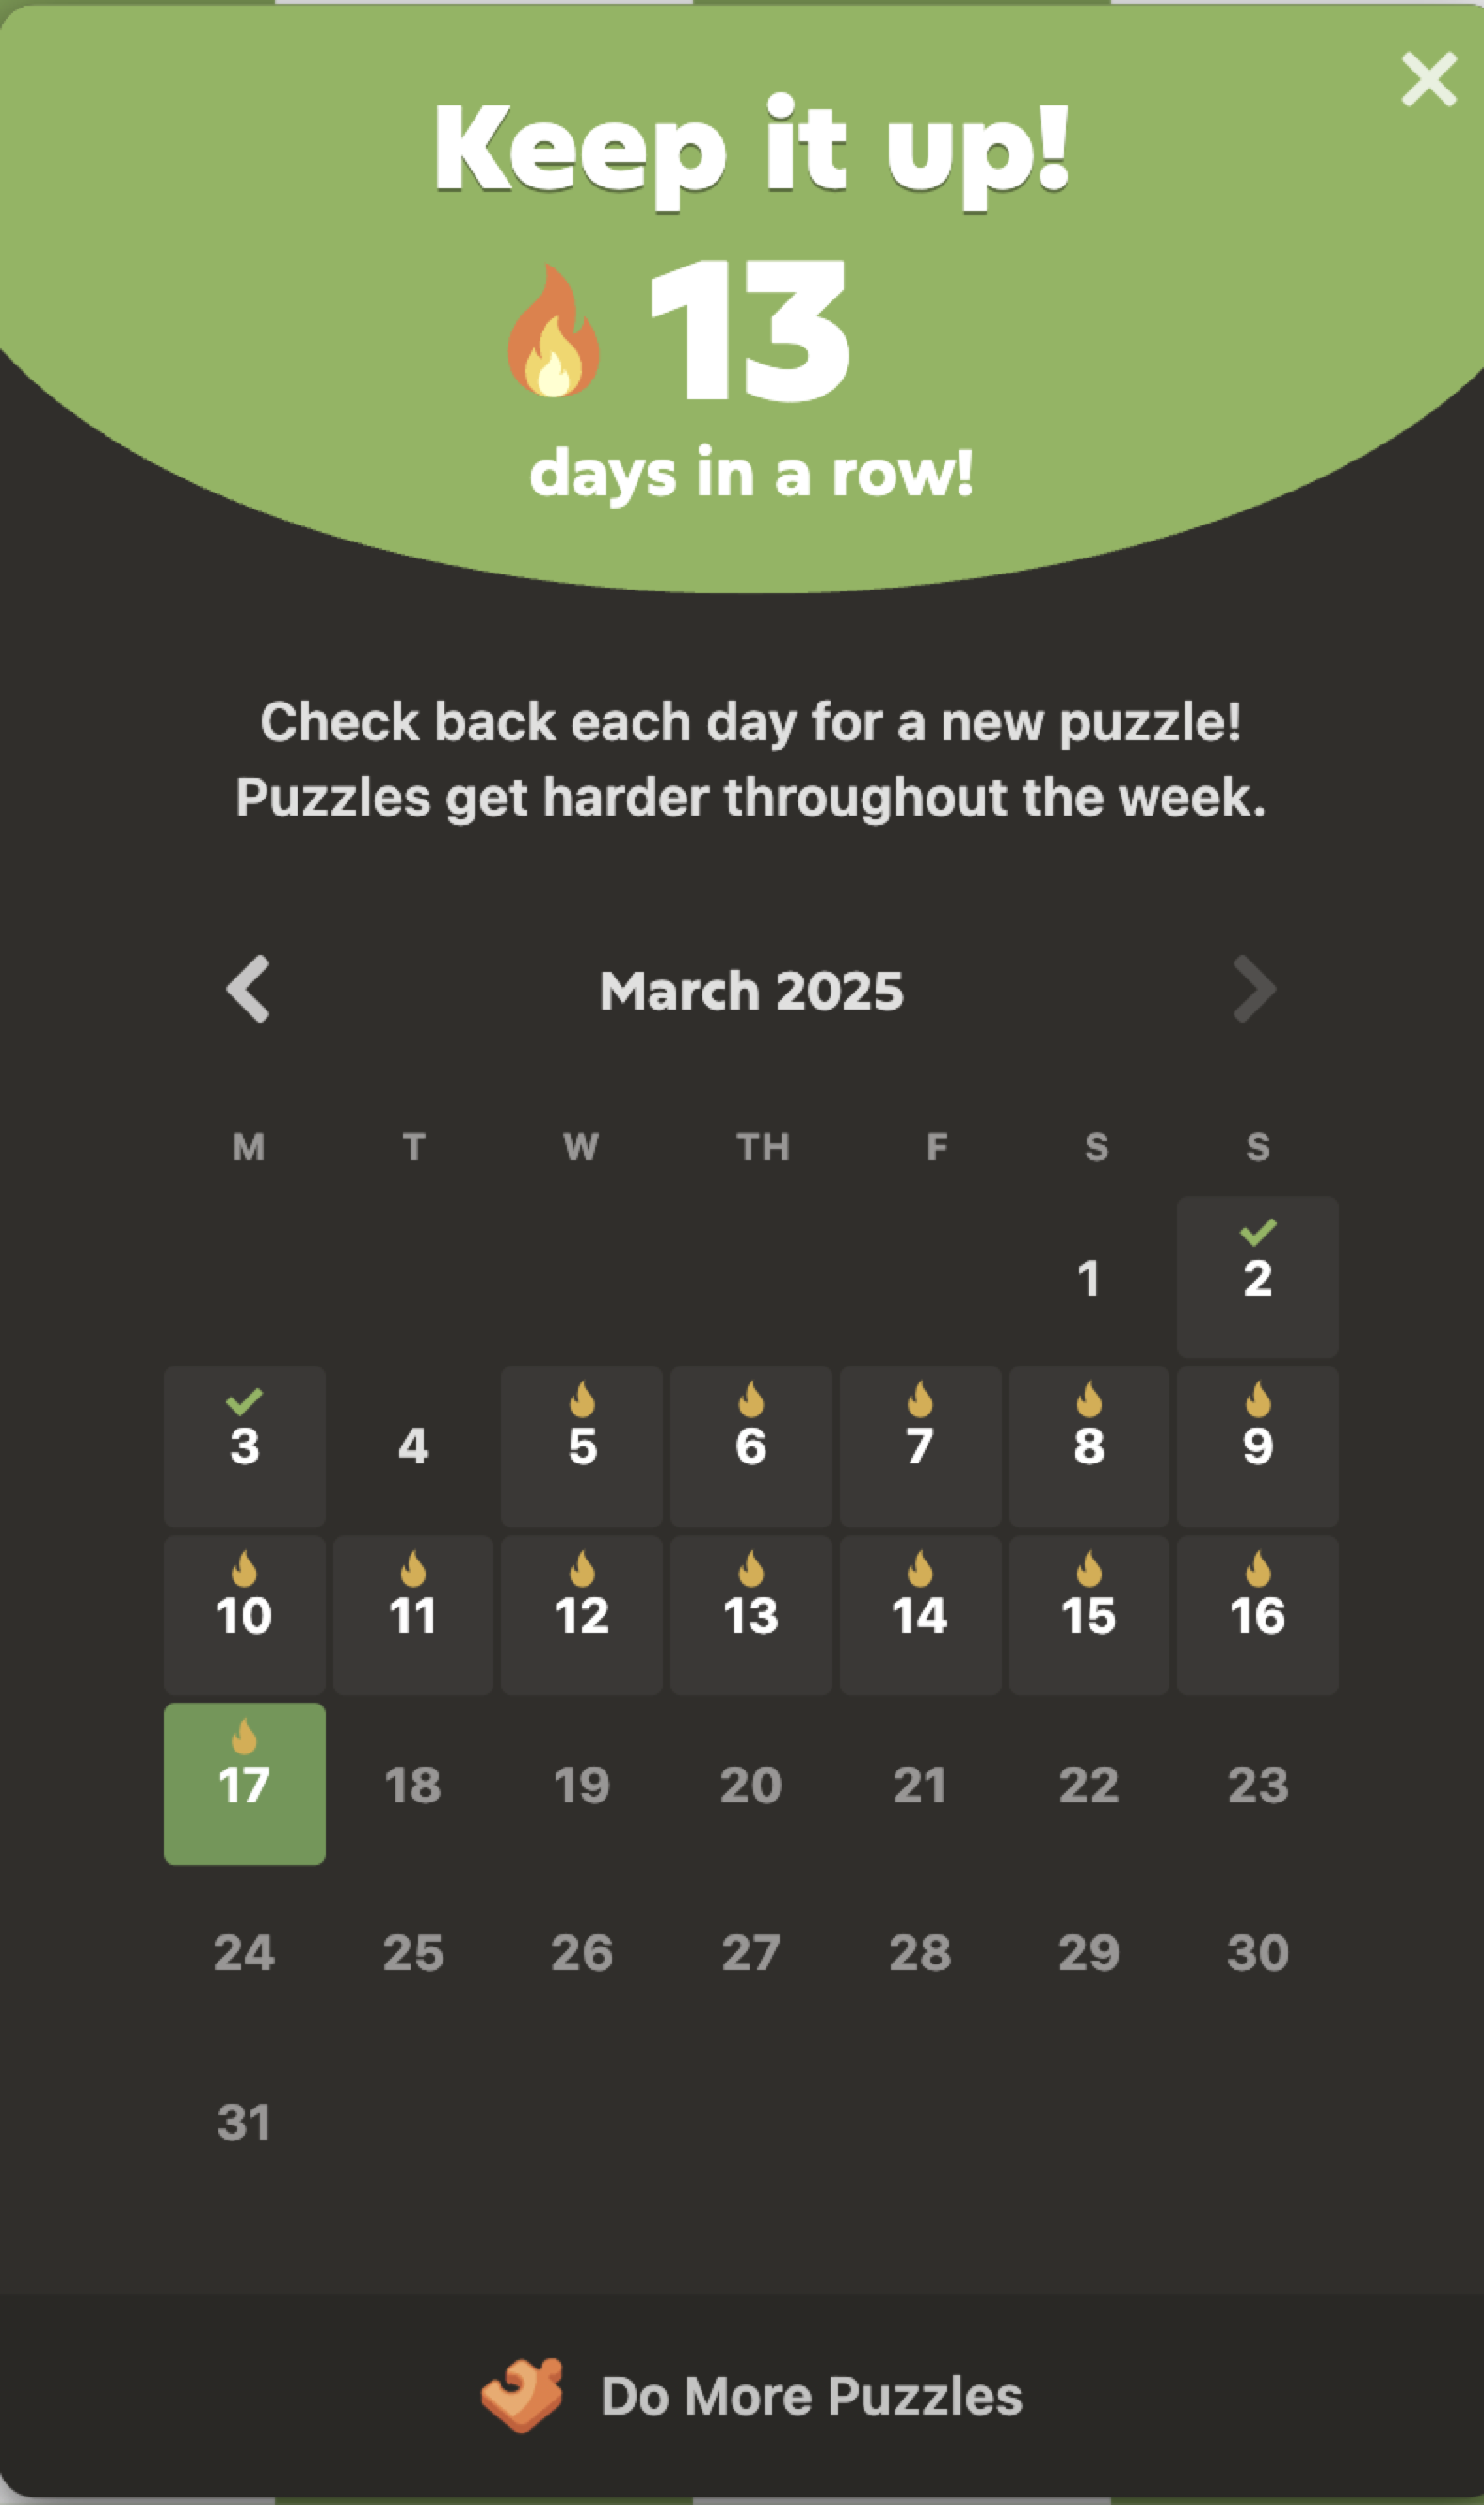 Keep it up!
13
days in a row!
Check back each day for a new puzzle!
Puzzles get harder throughout the week.
March 2025
M T W TH F S S
1 2
3 4 5 6 7 8 9
10 11 12 13 14 15 16
17 18 19 20 21 22 23
24 25 26 27 28 29 30
31
Do More Puzzles